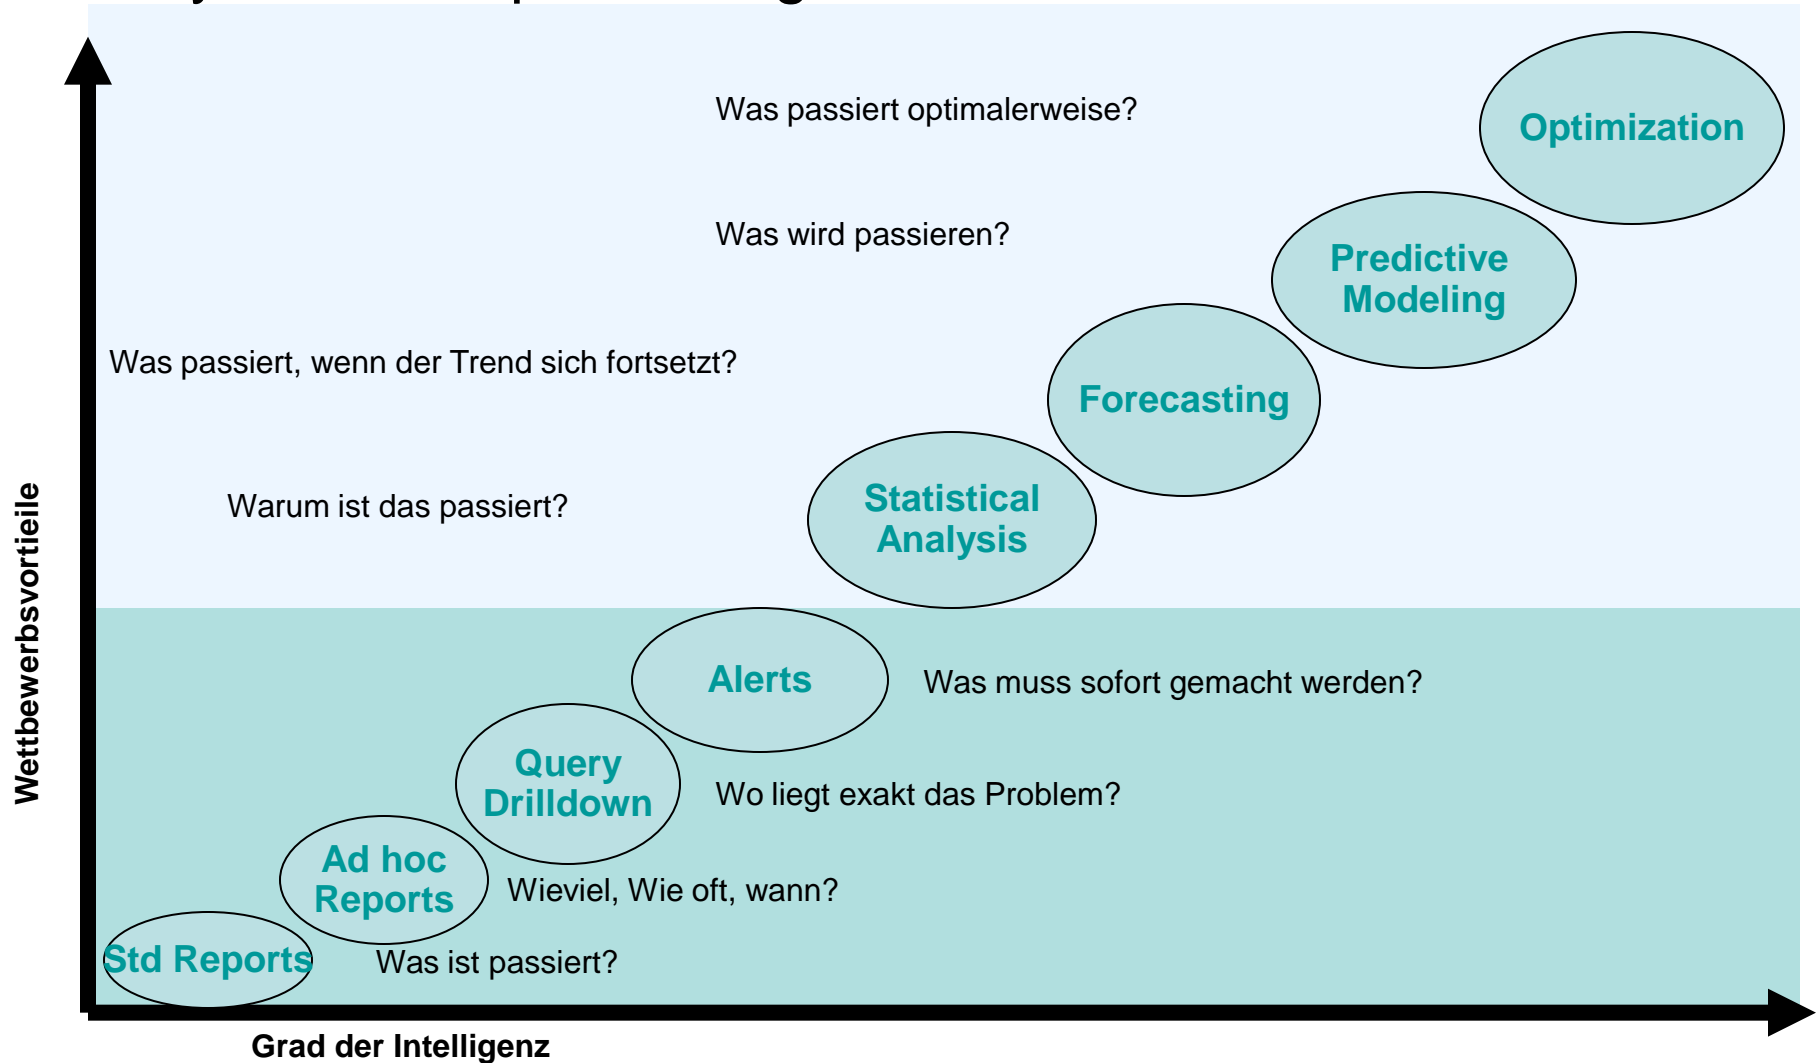 Was passiert optimalerweise?
Optimization
Was wird passieren?
Predictive
Modeling
Was passiert, wenn der Trend sich fortsetzt?
Forecasting
Warum ist das passiert?
Statistical
Analysis
Wettbewerbsvortieile
Alerts
Was muss sofort gemacht werden?
Query
Drilldown
Wo liegt exakt das Problem?
Ad hoc
Reports
Wieviel, Wie oft, wann?
Std Reports
Was ist passiert?
Grad der Intelligenz